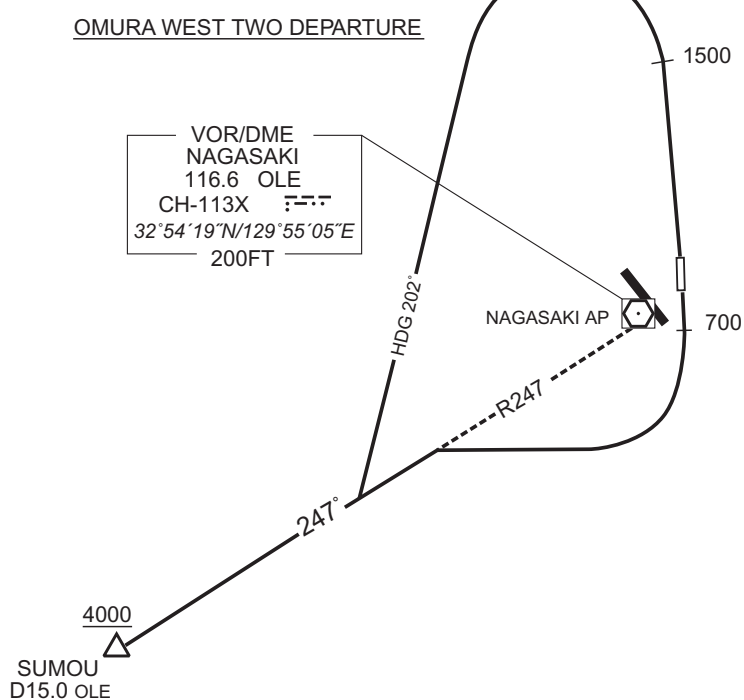 OMURA WEST TWO DEPARTURE
1500
VOR/DME
NAGASAKI
116.6 OLE
CH-113X
32°54´19˝N/129°55´05˝E
200FT
HDG 202°
NAGASAKI AP
700
R247
247°
4000
SUMOU
D15.0 OLE